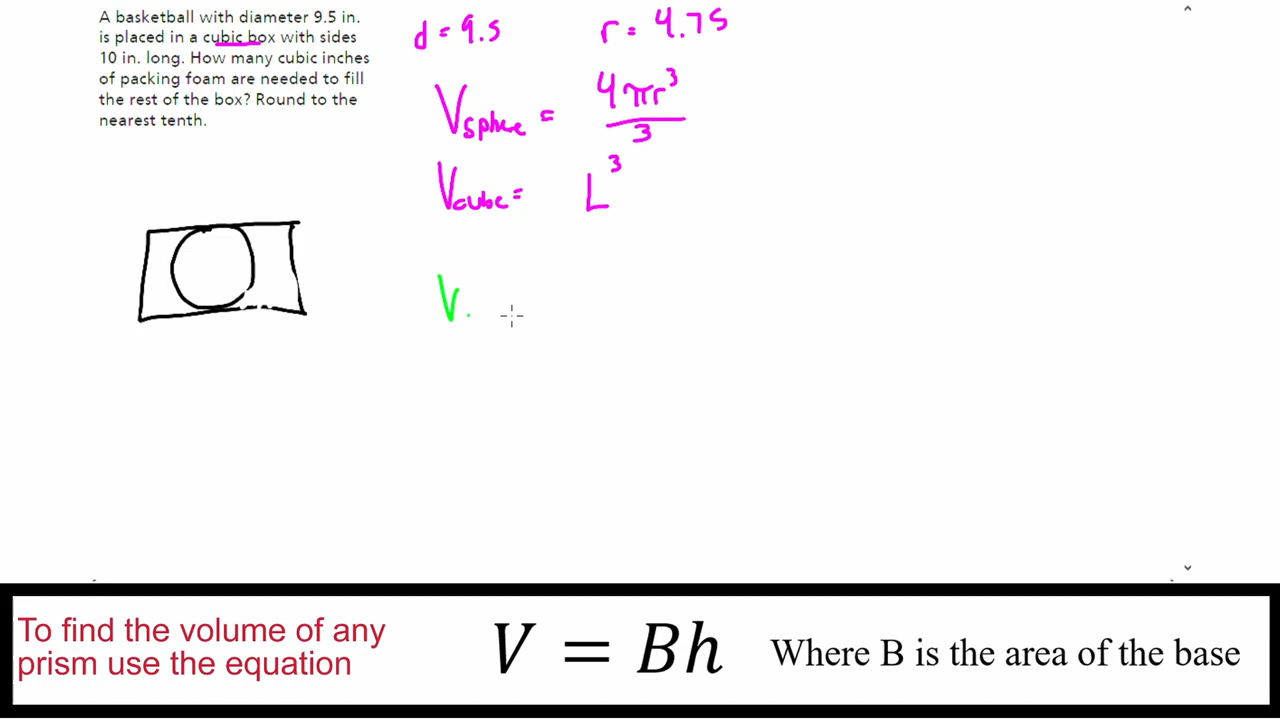 A basketball with diameter 9.5 in.
is placed in a cubic box with sides
10 in. long. How many cubic inches
of packing foam are needed to fill
the rest of the box? Round to the
nearest tenth.
d = 9.5 r = 4.75
Vsphere = 4πr³/3
Vcube = L³
V.
To find the volume of any
prism use the equation
V = Bh
Where B is the area of the base